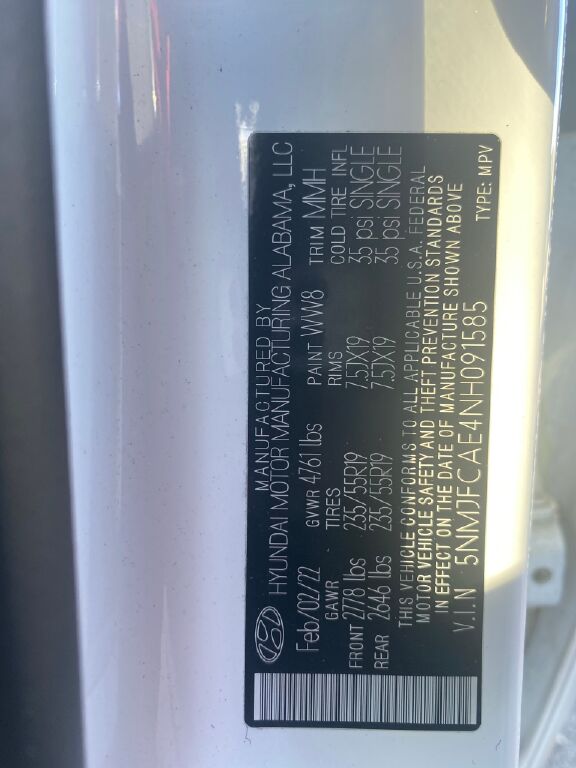 MANUFACTURED BY
HYUNDAI MOTOR MANUFACTURING ALABAMA, LLC
Feb/02/22 GVWR 4761 lbs PAINT WW8 TRIM MMH
GAWR TIRES RIMS COLD TIRE INFL
FRONT 2778 lbs 235/55R19 7.5JX19 35 psi SINGLE
REAR 2646 lbs 235/55R19 7.5JX19 35 psi SINGLE
THIS VEHICLE CONFORMS TO ALL APPLICABLE U.S.A. FEDERAL
MOTOR VEHICLE SAFETY AND THEFT PREVENTION STANDARDS
IN EFFECT ON THE DATE OF MANUFACTURE SHOWN ABOVE
V.I.N 5NMJFCAE4NH091585 TYPE: MPV